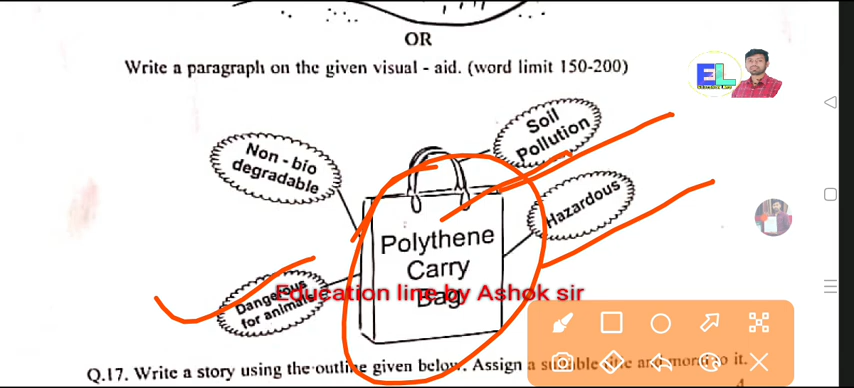 OR
Write a paragraph on the given visual - aid. (word limit 150-200)
EL
Soil
Pollution
Non - bio
degradable
Hazardous
Polythene
Carry
Bag
Dangerous
for animals
Education line by Ashok sir
Q.17. Write a story using the outline given below. Assign a suitable title and moral to it.
4